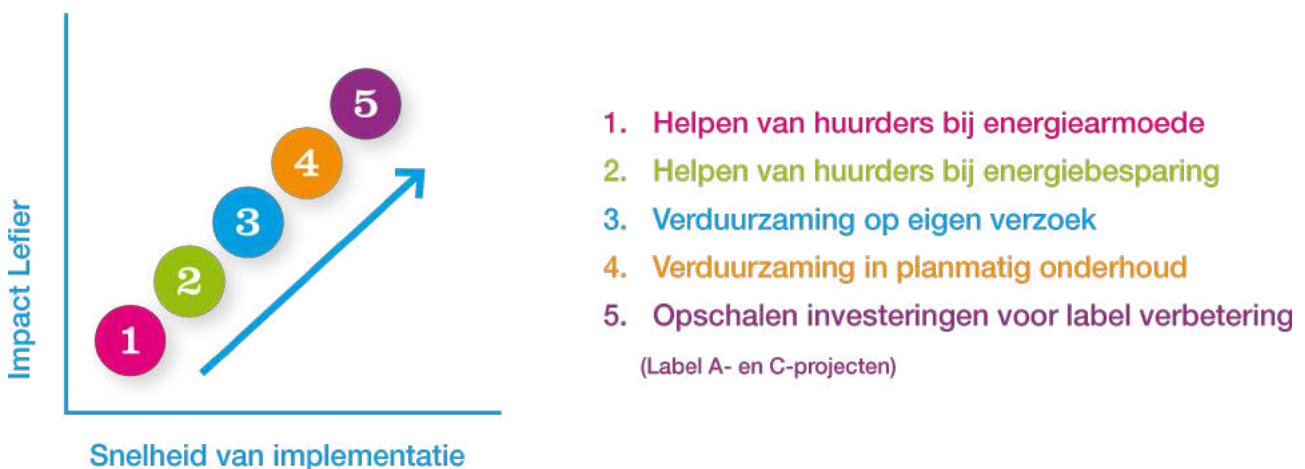 Impact Lefier
1
2
3
4
5
Snelheid van implementatie
1. Helpen van huurders bij energiearmoede
2. Helpen van huurders bij energiebesparing
3. Verduurzaming op eigen verzoek
4. Verduurzaming in planmatig onderhoud
5. Opschalen investeringen voor label verbetering
(Label A- en C-projecten)